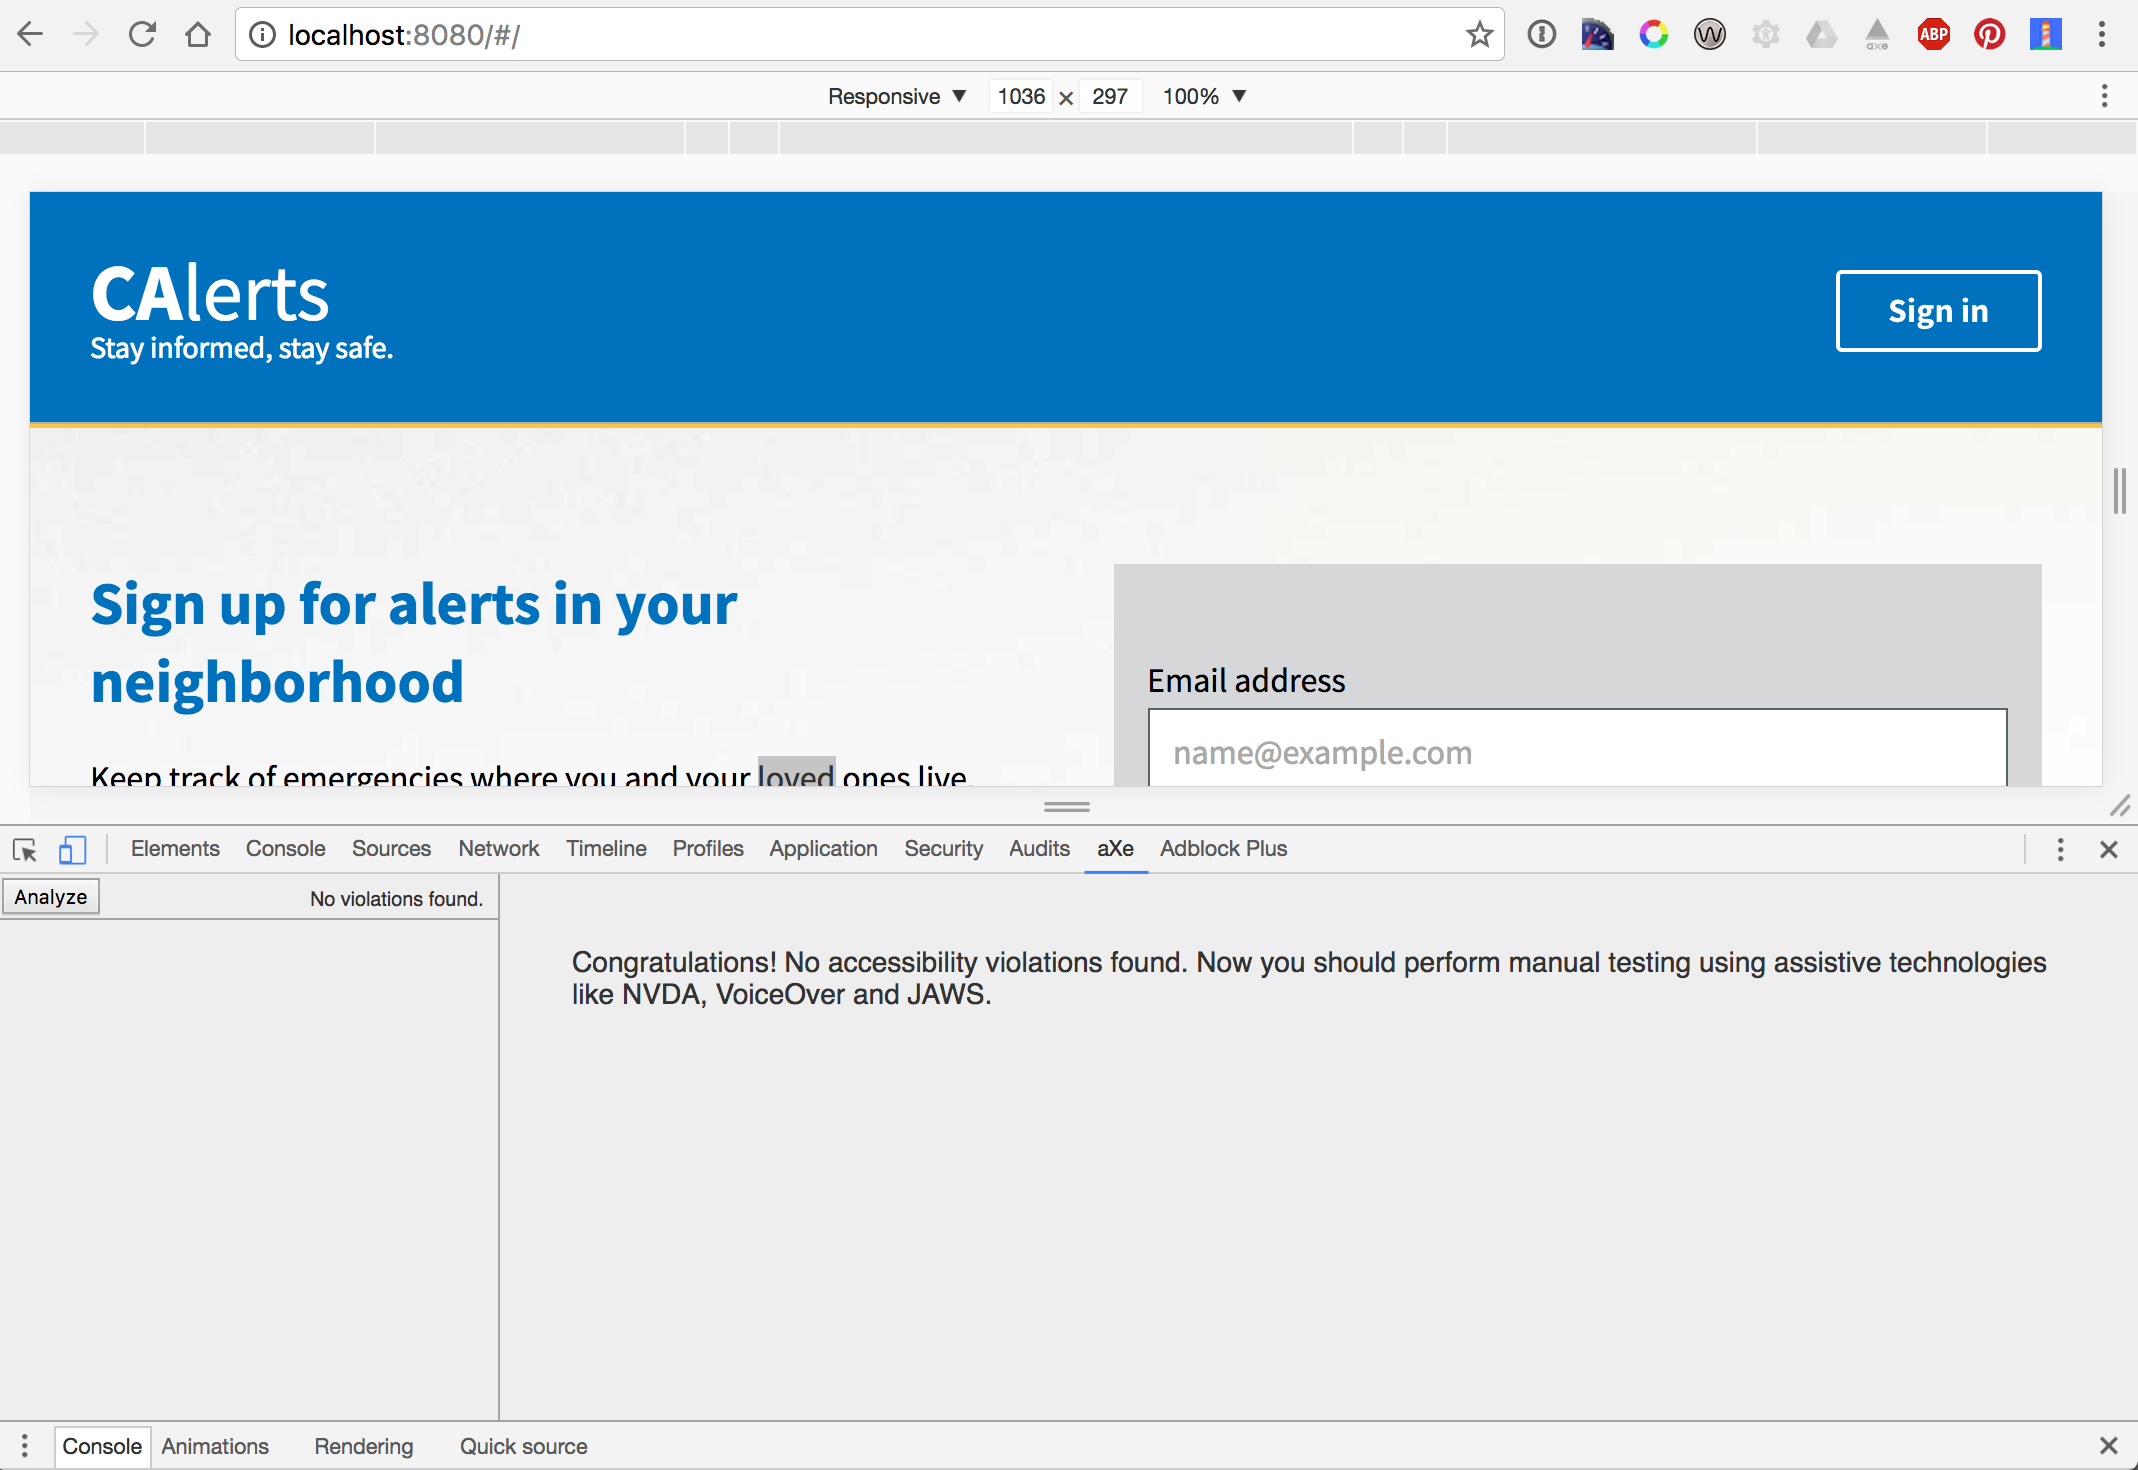 localhost:8080/#/
axe
ABP
Responsive ▼ 1036 × 297 100% ▼
CAlerts
Stay informed, stay safe.
Sign in
Sign up for alerts in your
neighborhood
Keep track of emergencies where you and your loved ones live,
Email address
name@example.com
Elements Console Sources Network Timeline Profiles Application Security Audits aXe Adblock Plus
Analyze No violations found.
Congratulations! No accessibility violations found. Now you should perform manual testing using assistive technologies
like NVDA, VoiceOver and JAWS.
Console Animations Rendering Quick source